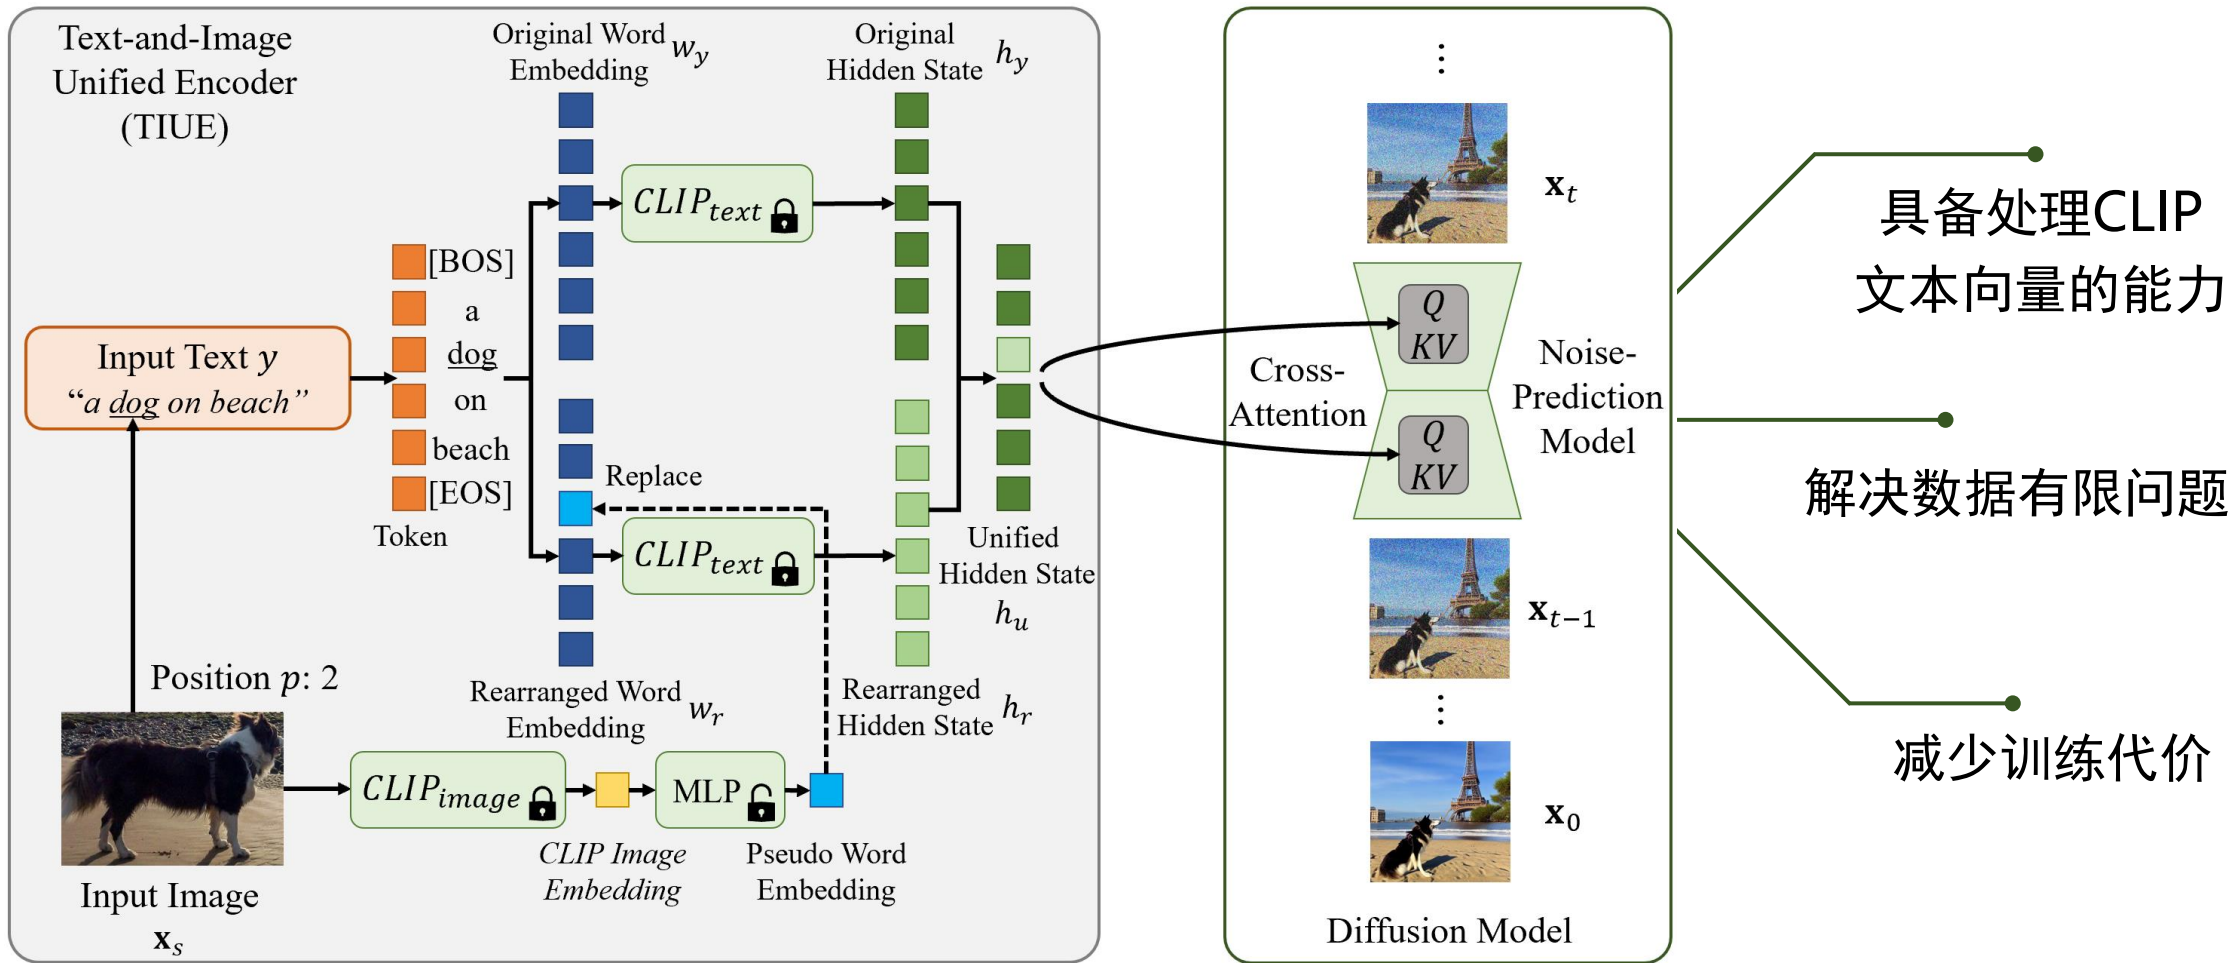 Text-and-Image
Unified Encoder
(TIUE)
Original Word
Embedding
w_y
Original
Hidden State
h_y
CLIP_text
[BOS]
a
dog
on
beach
[EOS]
Token
Input Text y
“a dog on beach”
Replace
CLIP_text
Unified
Hidden State
h_u
Position p: 2
Rearranged Word
Embedding
w_r
Rearranged
Hidden State
h_r
CLIP_image
MLP
CLIP Image
Embedding
Pseudo Word
Embedding
Input Image
x_s
⋮
x_t
Q
KV
Cross-
Attention
Noise-
Prediction
Model
Q
KV
x_{t−1}
⋮
x_0
Diffusion Model
具备处理CLIP
文本向量的能力
解决数据有限问题
减少训练代价